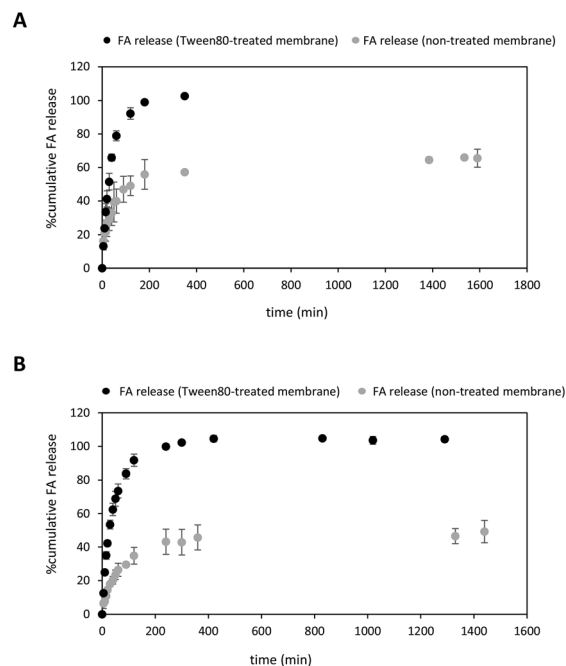 A
FA release (Tween80-treated membrane) FA release (non-treated membrane)
120
100
80
60
40
20
0
%cumulative FA release
0 200 400 600 800 1000 1200 1400 1600 1800
time (min)
B
FA release (Tween80-treated membrane) FA release (non-treated membrane)
120
100
80
60
40
20
0
%cumulative FA release
0 200 400 600 800 1000 1200 1400 1600
time (min)